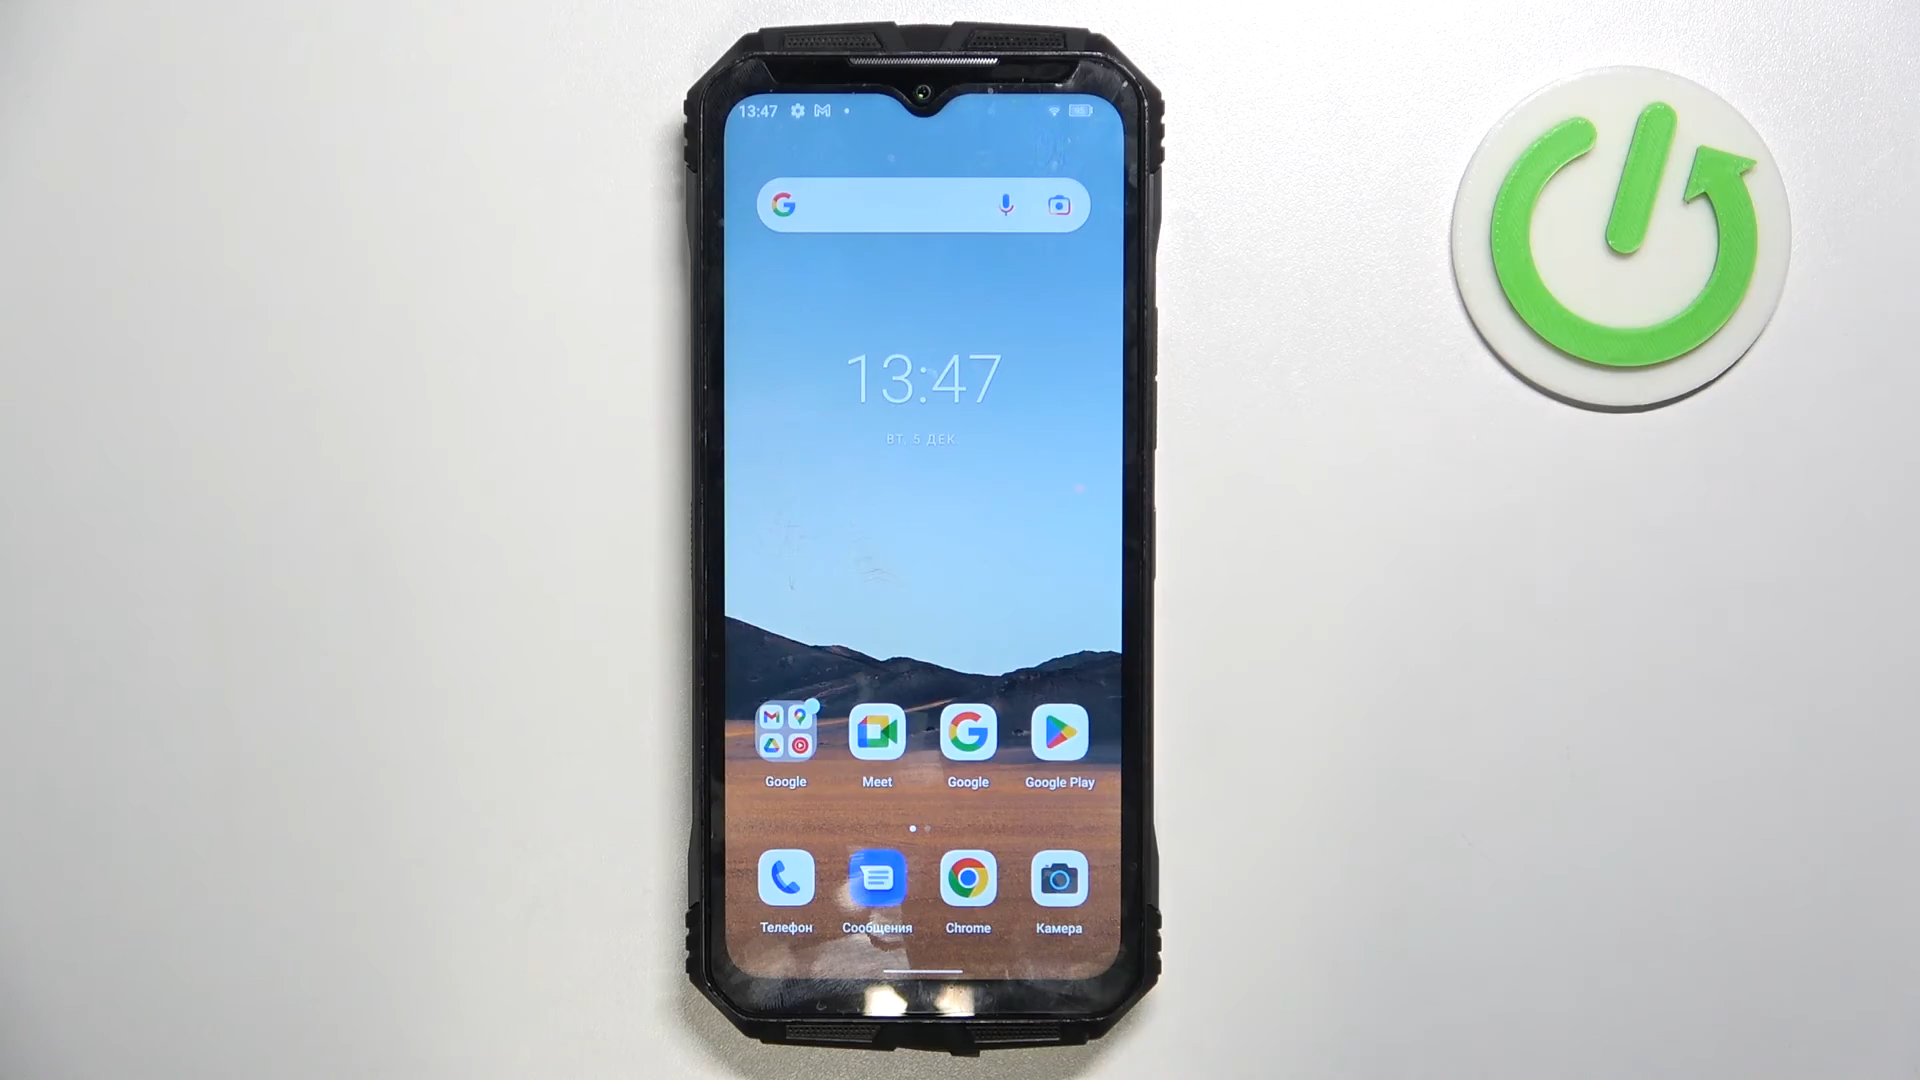 13:47
13:47
ВТ, 5 ДЕК.
Google
Meet
Google
Google Play
Телефон
Сообщения
Chrome
Камера